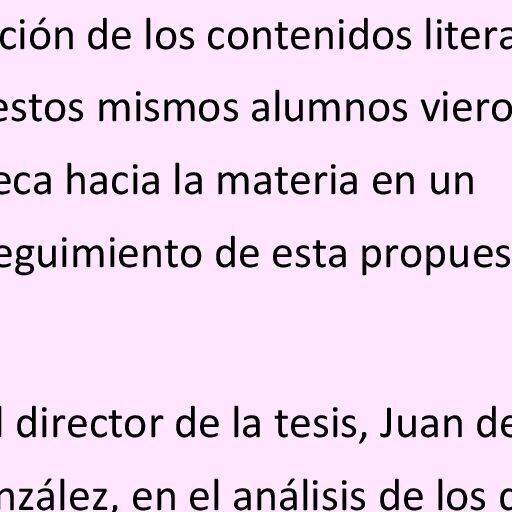 ción de los contenidos litera
estos mismos alumnos viero
eca hacia la materia en un
eguimiento de esta propues
l director de la tesis, Juan de
nzález, en el análisis de los d